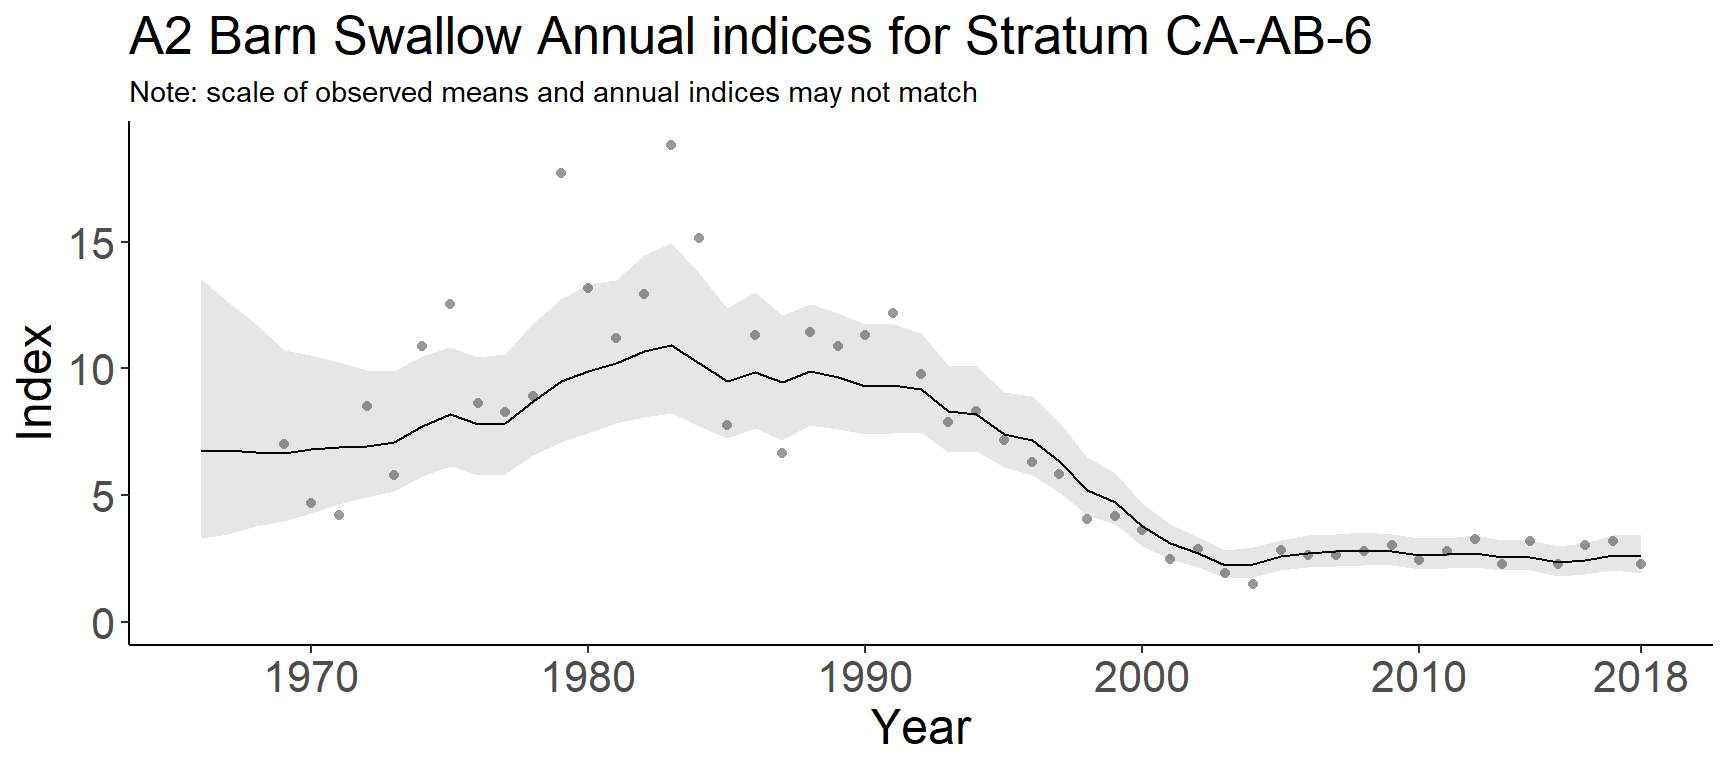 A2 Barn Swallow Annual indices for Stratum CA-AB-6
Note: scale of observed means and annual indices may not match
Index
15
10
5
0
1970 1980 1990 2000 2010 2018
Year